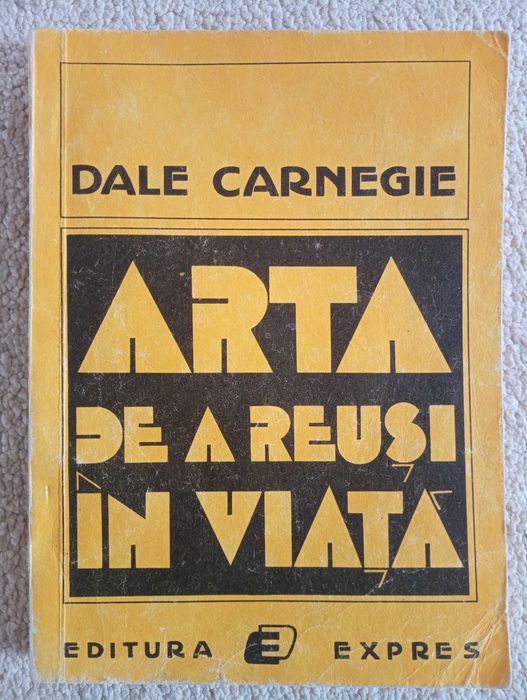 DALE CARNEGIE
ARTA
DE A REUȘI
ÎN VIAȚĂ
EDITURA E EXPRES